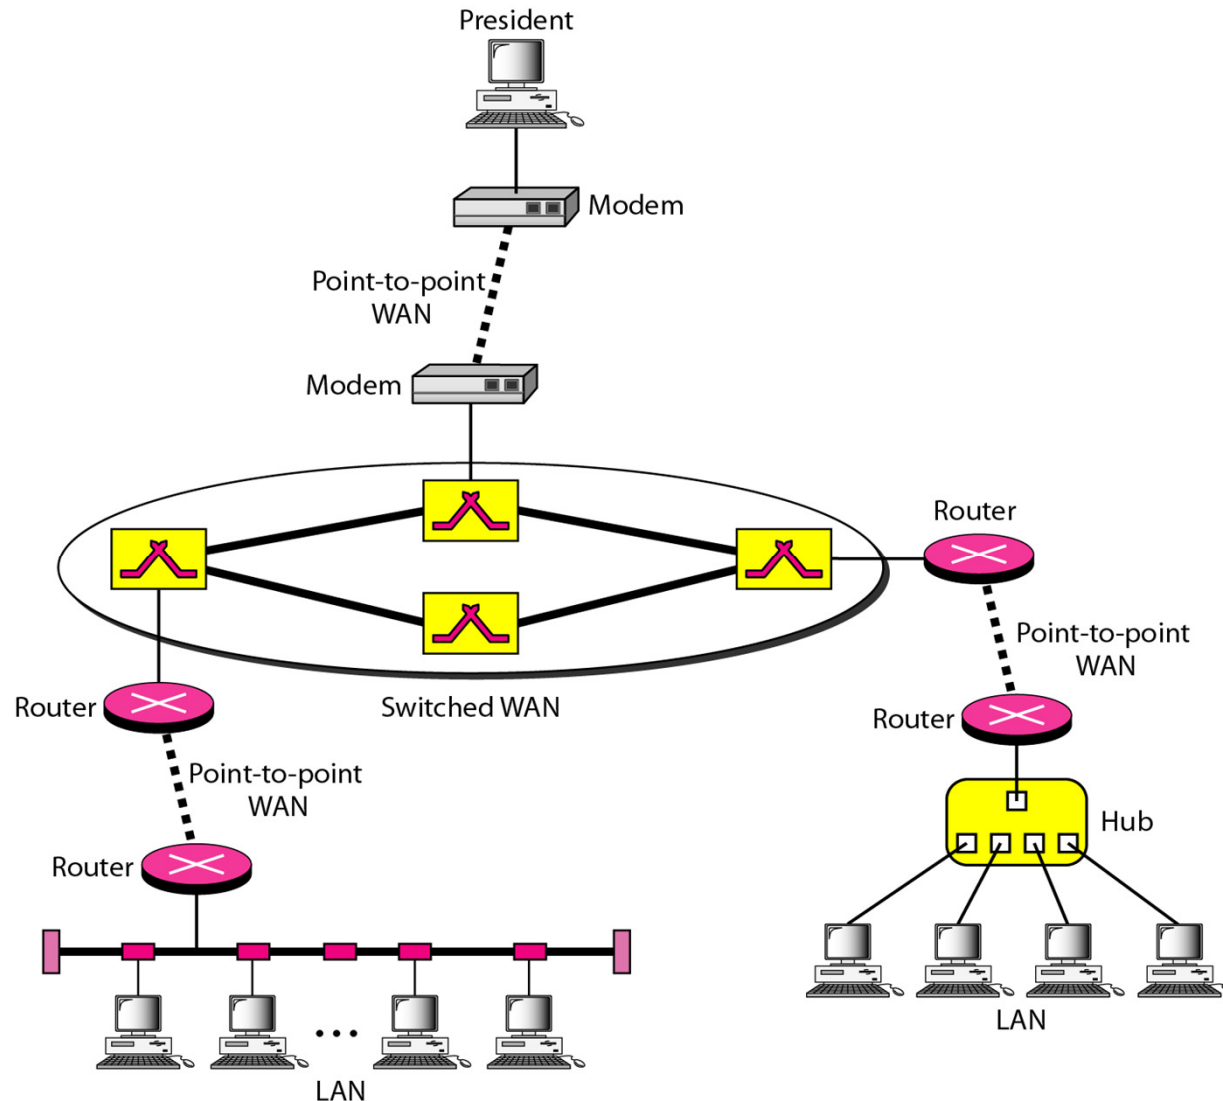 President
Modem
Point-to-point
WAN
Modem
Router
Point-to-point
WAN
Router
Switched WAN
Router
Point-to-point
WAN
Router
Hub
LAN
LAN